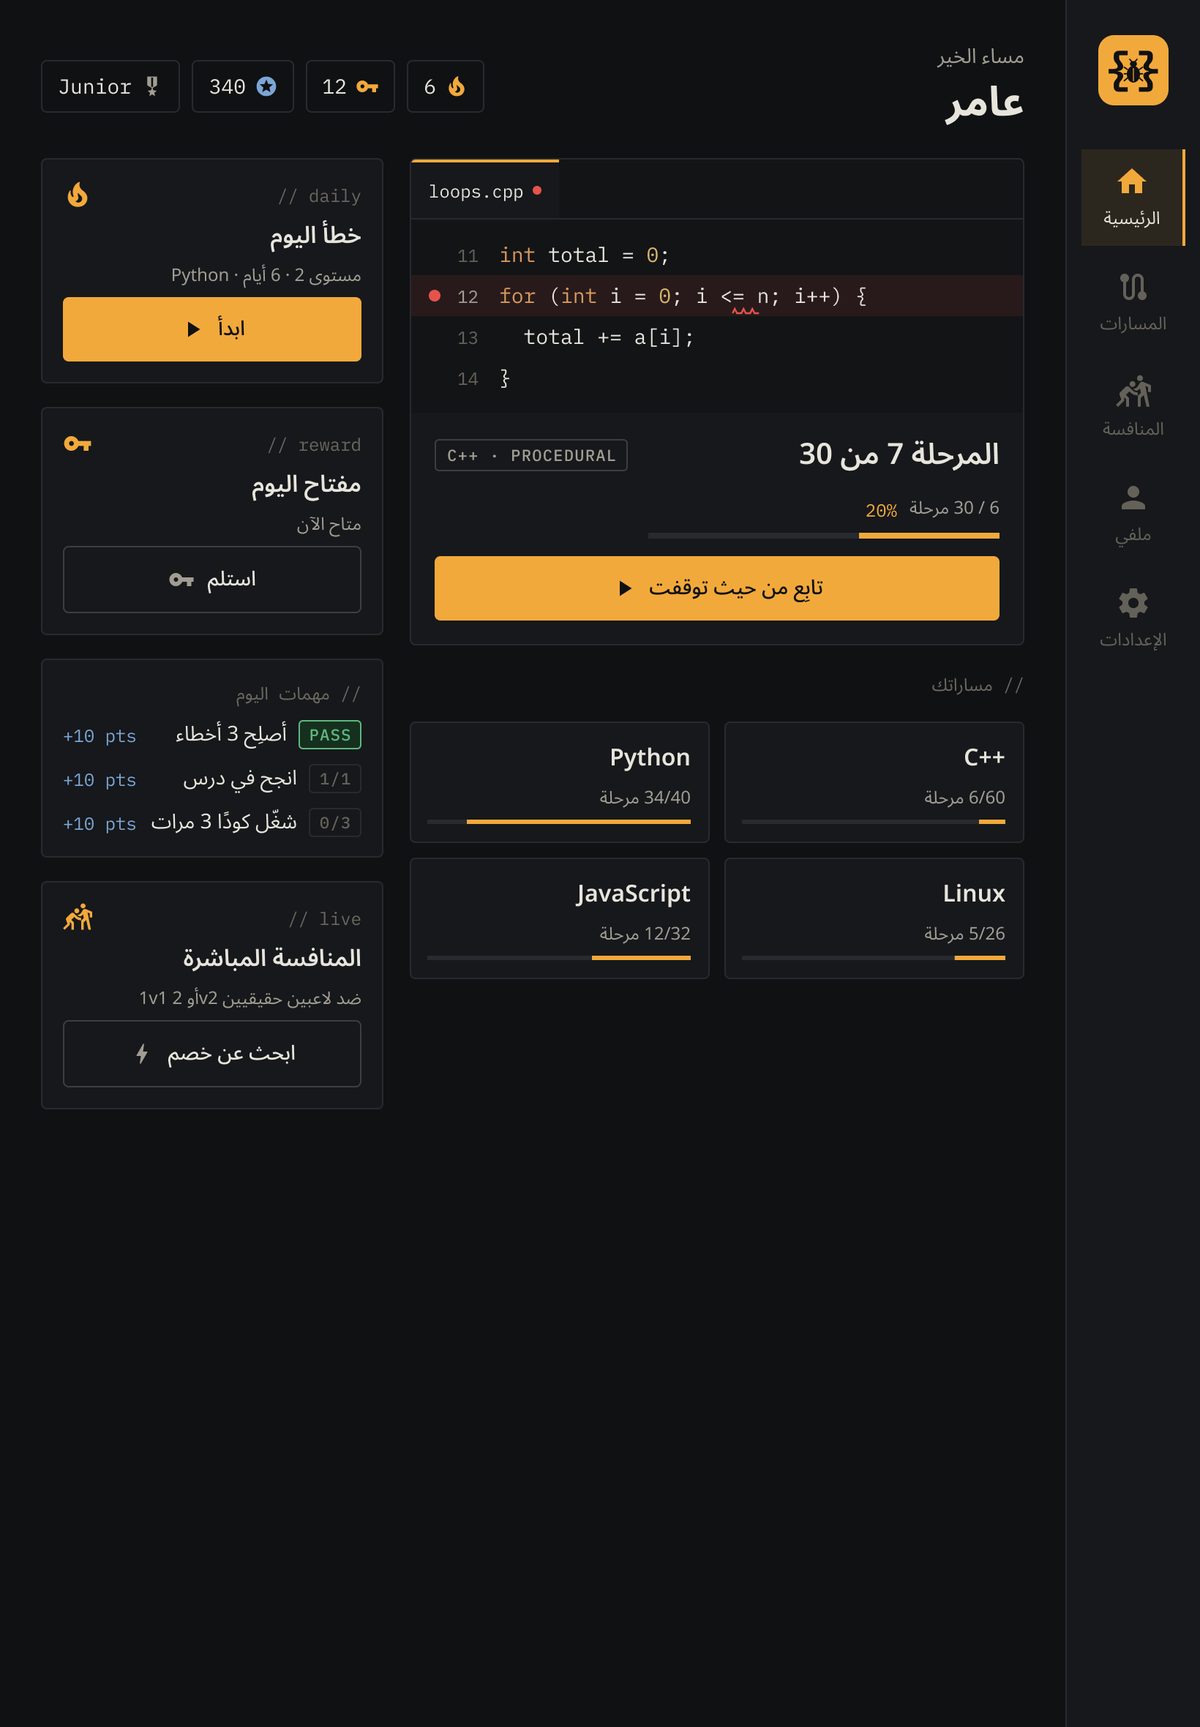 مساء الخير
عامر
6
12
340
Junior
الرئيسية
المسارات
المنافسة
ملفي
الإعدادات
loops.cpp
11 int total = 0;
12 for (int i = 0; i <= n; i++) {
13 total += a[i];
14 }
المرحلة 7 من 30
C++ · PROCEDURAL
6 / 30 مرحلة 20%
تابِع من حيث توقفت
// مساراتك
C++
6/60 مرحلة
Python
34/40 مرحلة
Linux
5/26 مرحلة
JavaScript
12/32 مرحلة
// daily
خطأ اليوم
مستوى 2 · 6 أيام · Python
ابدأ
// reward
مفتاح اليوم
متاح الآن
استلم
// مهمات اليوم
PASS أصلِح 3 أخطاء +10 pts
1/1 انجح في درس +10 pts
0/3 شغّل كودًا 3 مرات +10 pts
// live
المنافسة المباشرة
1v1 أو 2v2 ضد لاعبين حقيقيين
ابحث عن خصم